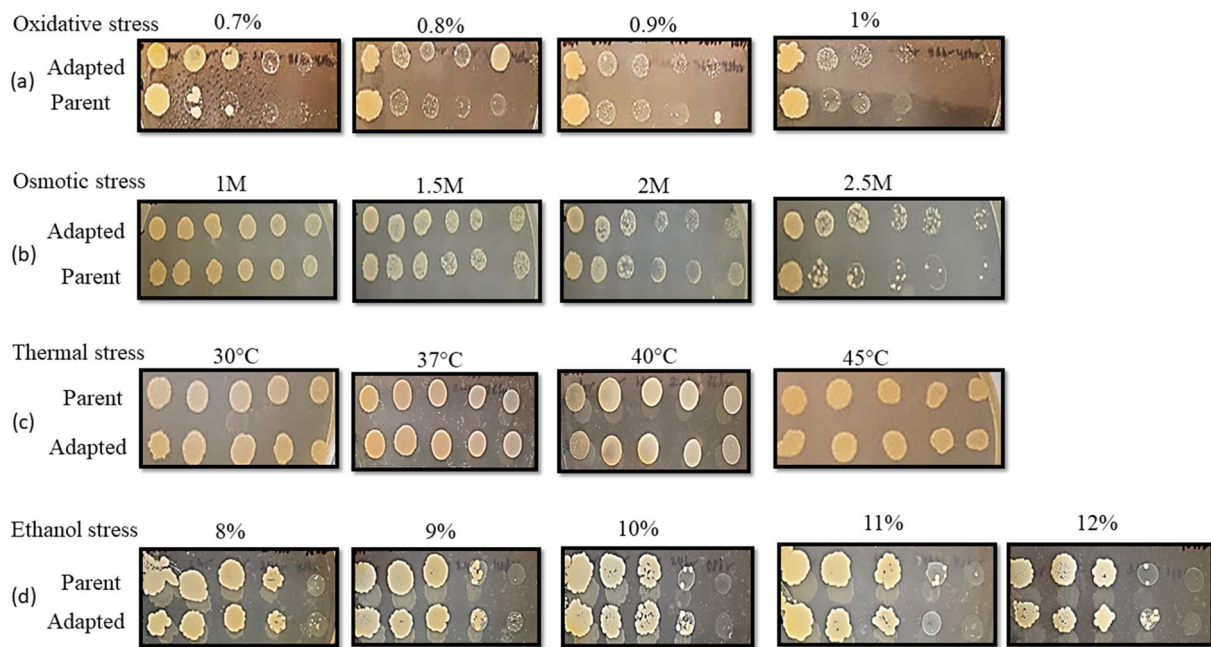 Oxidative stress 0.7% 0.8% 0.9% 1%
(a) Adapted
Parent
Osmotic stress 1M 1.5M 2M 2.5M
(b) Adapted
Parent
Thermal stress 30°C 37°C 40°C 45°C
(c) Parent
Adapted
Ethanol stress 8% 9% 10% 11% 12%
(d) Parent
Adapted